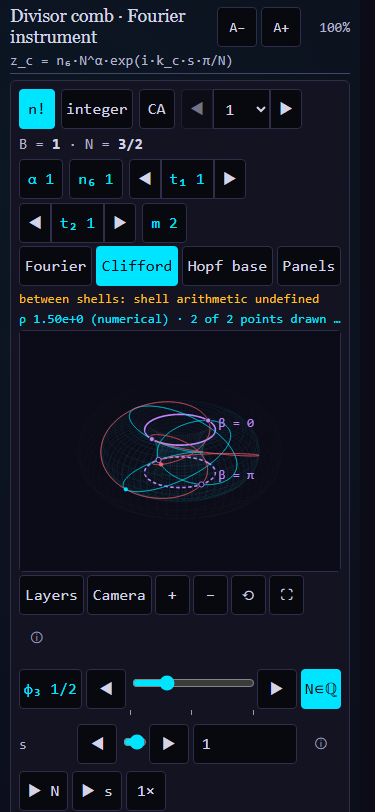 Divisor comb · Fourier
instrument
A− A+ 100%
z_c = n₆·N^α·exp(i·k_c·s·π/N)
n! integer CA ◀ 1 ▶
B = 1 · N = 3/2
α 1 n₆ 1 ◀ t₁ 1 ▶
◀ t₂ 1 ▶ m 2
Fourier Clifford Hopf base Panels
between shells: shell arithmetic undefined
ρ 1.50e+0 (numerical) · 2 of 2 points drawn …
β = 0
β = π
Layers Camera + − ⟲ ⛶
ⓘ
ϕ₃ 1/2 ◀ ▶ N∈ℚ
s ◀ ▶ 1 ⓘ
▶ N ▶ s 1×